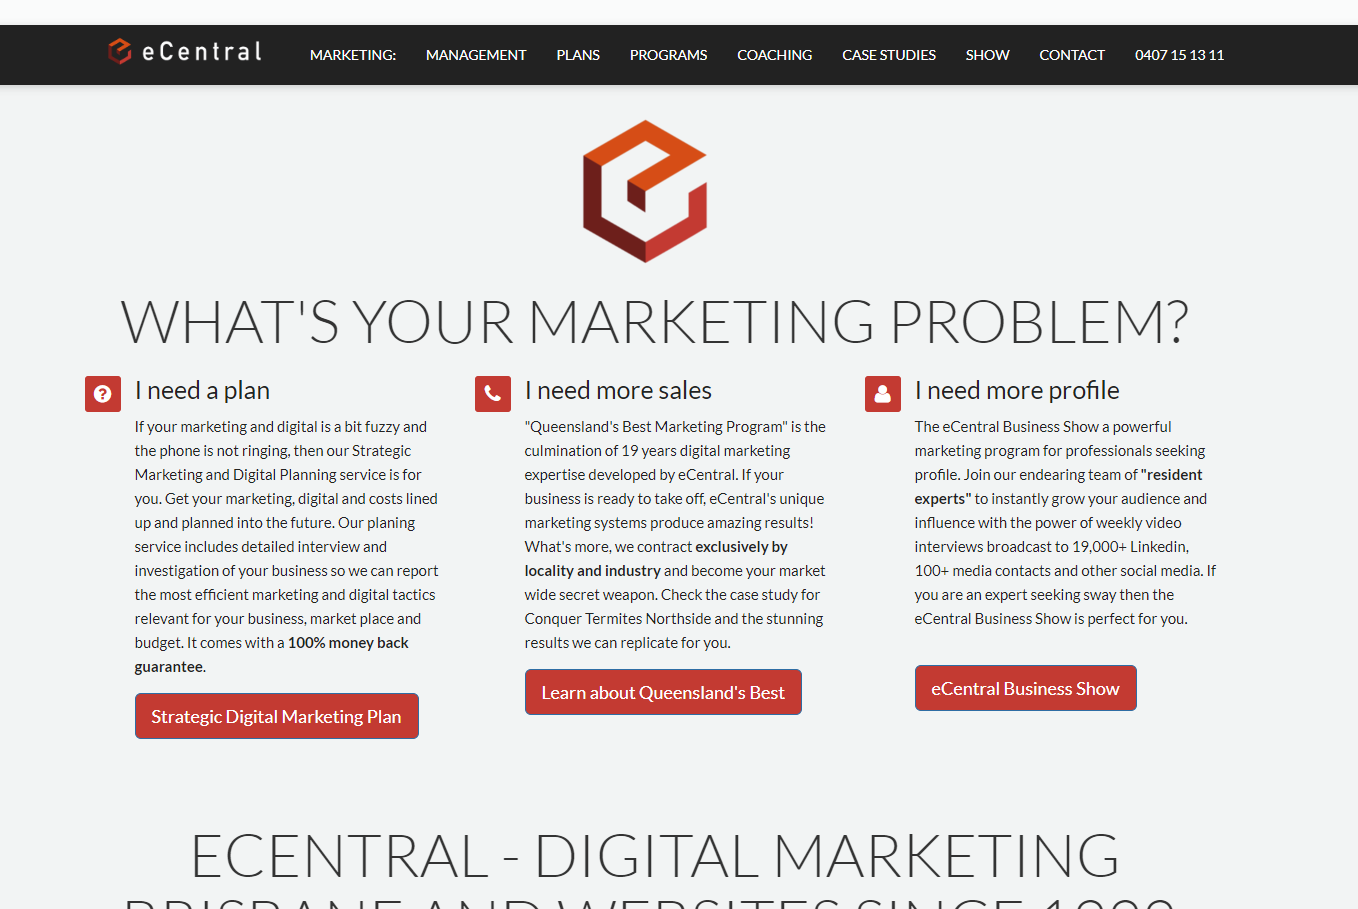 eCentral MARKETING: MANAGEMENT PLANS PROGRAMS COACHING CASE STUDIES SHOW CONTACT 0407 15 13 11
WHAT'S YOUR MARKETING PROBLEM?
I need a plan
If your marketing and digital is a bit fuzzy and
the phone is not ringing, then our Strategic
Marketing and Digital Planning service is for
you. Get your marketing, digital and costs lined
up and planned into the future. Our planing
service includes detailed interview and
investigation of your business so we can report
the most efficient marketing and digital tactics
relevant for your business, market place and
budget. It comes with a 100% money back
guarantee.
Strategic Digital Marketing Plan
I need more sales
"Queensland's Best Marketing Program" is the
culmination of 19 years digital marketing
expertise developed by eCentral. If your
business is ready to take off, eCentral's unique
marketing systems produce amazing results!
What's more, we contract exclusively by
locality and industry and become your market
wide secret weapon. Check the case study for
Conquer Termites Northside and the stunning
results we can replicate for you.
Learn about Queensland's Best
I need more profile
The eCentral Business Show a powerful
marketing program for professionals seeking
profile. Join our endearing team of "resident
experts" to instantly grow your audience and
influence with the power of weekly video
interviews broadcast to 19,000+ Linkedin,
100+ media contacts and other social media. If
you are an expert seeking sway then the
eCentral Business Show is perfect for you.
eCentral Business Show
ECENTRAL - DIGITAL MARKETING
BRISBANE AND WEBSITES SINCE